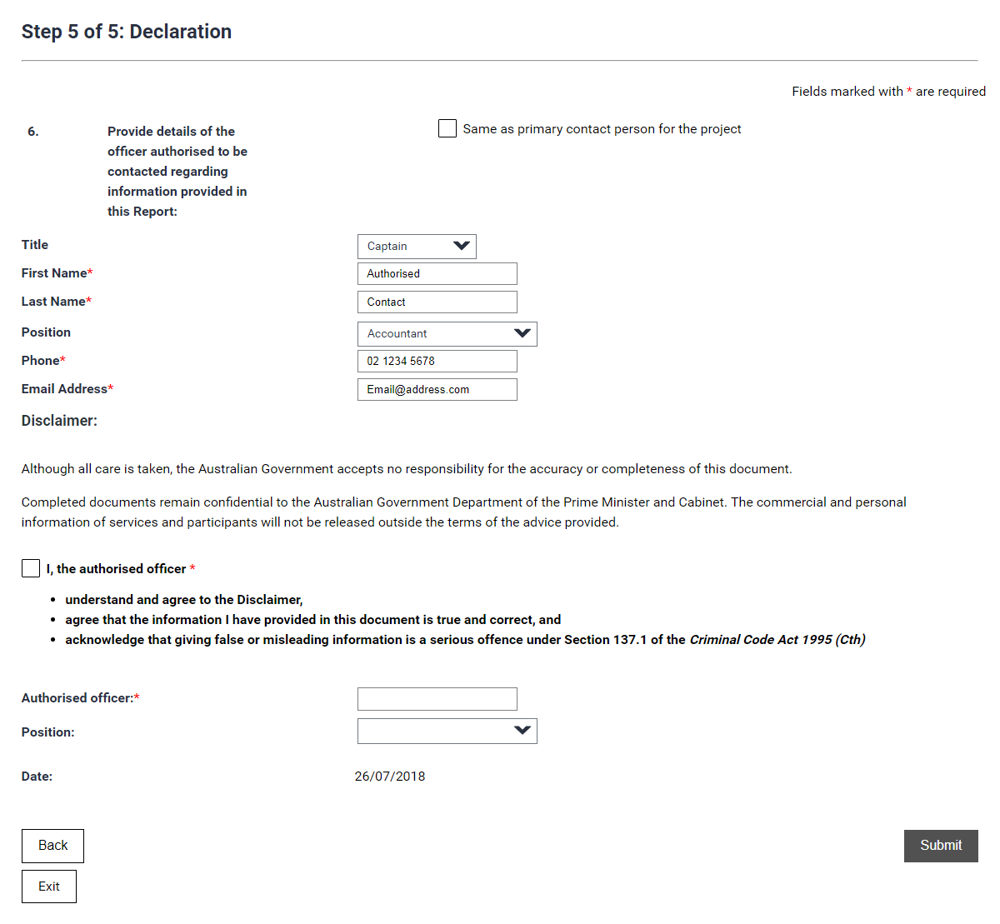 Step 5 of 5: Declaration
Fields marked with * are required
6.
Provide details of the
officer authorised to be
contacted regarding
information provided in
this Report:
Same as primary contact person for the project
Title
Captain
First Name*
Authorised
Last Name*
Contact
Position
Accountant
Phone*
02 1234 5678
Email Address*
Email@address.com
Disclaimer:
Although all care is taken, the Australian Government accepts no responsibility for the accuracy or completeness of this document.
Completed documents remain confidential to the Australian Government Department of the Prime Minister and Cabinet. The commercial and personal
information of services and participants will not be released outside the terms of the advice provided.
I, the authorised officer *
• understand and agree to the Disclaimer,
• agree that the information I have provided in this document is true and correct, and
• acknowledge that giving false or misleading information is a serious offence under Section 137.1 of the Criminal Code Act 1995 (Cth)
Authorised officer:*
Position:
Date:
26/07/2018
Back
Submit
Exit